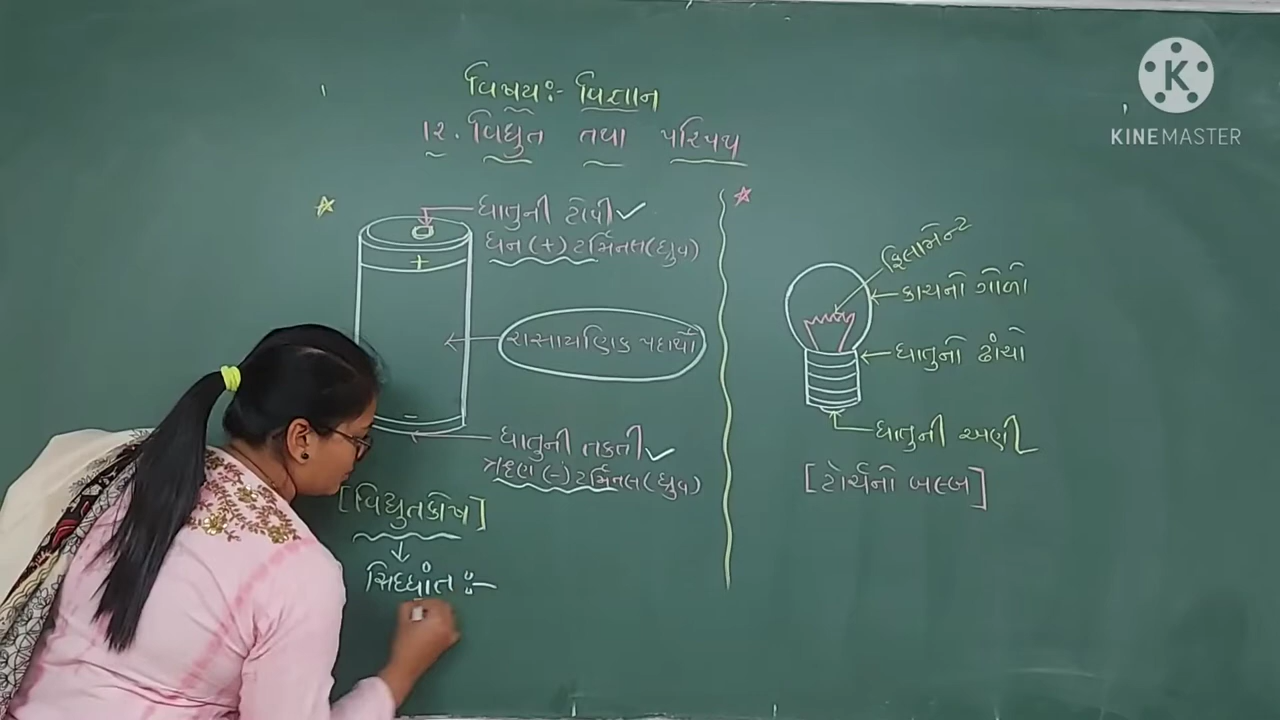 વિષય:- વિજ્ઞાન
૧૨. વિદ્યુત તથા પરિપથ
ધાતુની ટોપી
ધન (+) ટર્મિનલ (ધ્રુવ)
+
રાસાયણિક પદાર્થો
-
ધાતુની તકતી
ઋણ (-) ટર્મિનલ (ધ્રુવ)
[વિદ્યુતકોષ]
સિદ્ધાંત :-
ફિલામેન્ટ
કાચનો ગોળો
ધાતુનો ઢાંચો
ધાતુની અણી
[ટોર્ચનો બલ્બ]
K
KINEMASTER